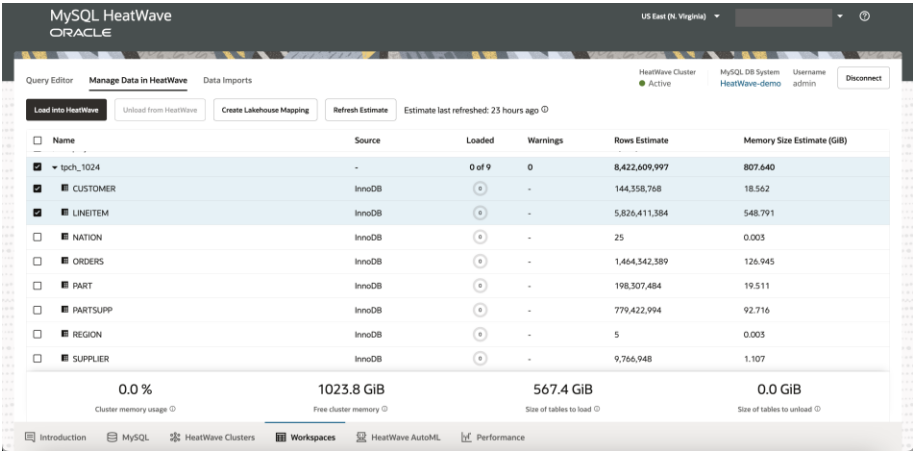 MySQL HeatWave
ORACLE
US East (N. Virginia)
Query Editor Manage Data in HeatWave Data Imports
HeatWave Cluster MySQL DB System Username
Active HeatWave-demo admin Disconnect
Load into HeatWave Unload from HeatWave Create Lakehouse Mapping Refresh Estimate Estimate last refreshed: 23 hours ago
Name Source Loaded Warnings Rows Estimate Memory Size Estimate (GiB)
tpch_1024 - 0 of 9 0 8,422,609,997 807.640
CUSTOMER InnoDB 0 - 144,358,768 18.562
LINEITEM InnoDB 0 - 5,826,411,384 548.791
NATION InnoDB 0 - 25 0.003
ORDERS InnoDB 0 - 1,464,342,389 126.945
PART InnoDB 0 - 198,307,484 19.511
PARTSUPP InnoDB 0 - 779,422,994 92.716
REGION InnoDB 0 - 5 0.003
SUPPLIER InnoDB 0 - 9,766,948 1.107
0.0 % 1023.8 GiB 567.4 GiB 0.0 GiB
Cluster memory usage Free cluster memory Size of tables to load Size of tables to unload
Introduction MySQL HeatWave Clusters Workspaces HeatWave AutoML Performance